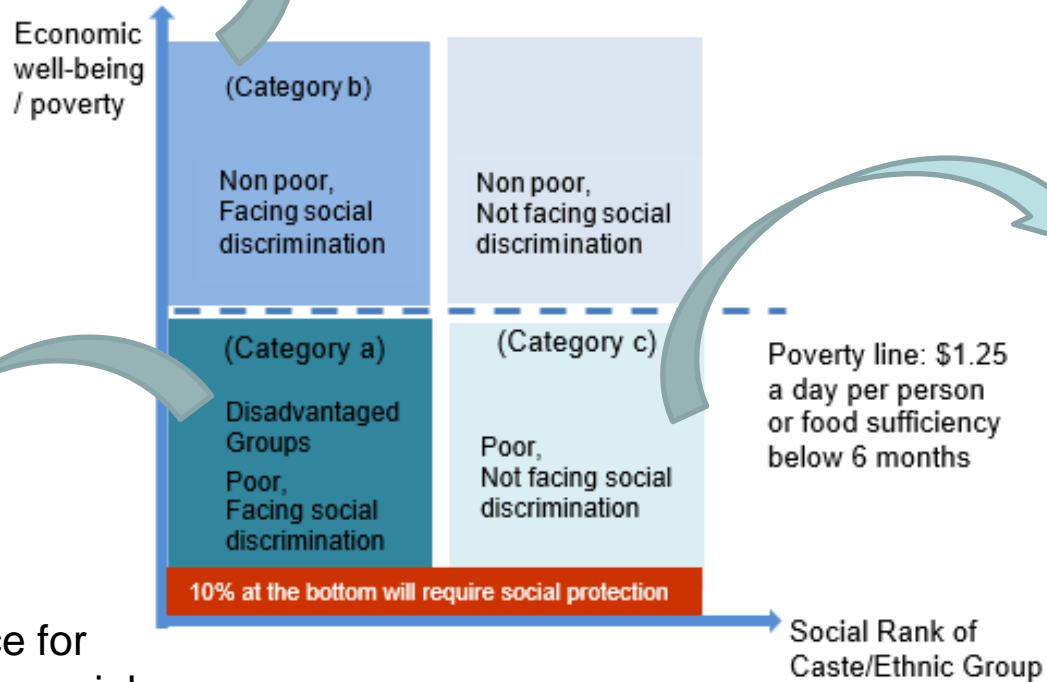 Economic
well-being
/ poverty
(Category b)
Non poor,
Facing social
discrimination
Non poor,
Not facing social
discrimination
(Category a)
Disadvantaged
Groups
Poor,
Facing social
discrimination
(Category c)
Poor,
Not facing social
discrimination
Poverty line: $1.25
a day per person
or food sufficiency
below 6 months
10% at the bottom will require social protection
Social Rank of
Caste/Ethnic Group
for